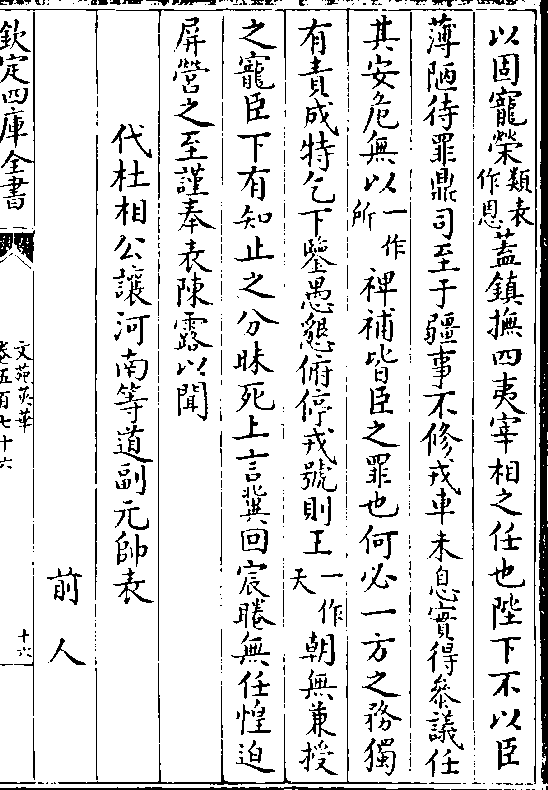 以固寵榮類表作恩蓋鎮撫四夷宰相之任也陛下不以臣
薄陋待罪鼎司至于疆事不修戎車未息實得叅議任
其安危無以一作所裨補皆臣之罪也何必一方之務獨
有責成特乞下鑒愚懇俯停戎號則王一作天朝無兼授
之寵臣下有知止之分昧死上言冀回宸睠無任惶迫
屏營之至謹奉表陳露以聞
代杜相公讓河南等道副元帥表
前人
欽定四庫全書
文苑英華
卷五百七十六
十六